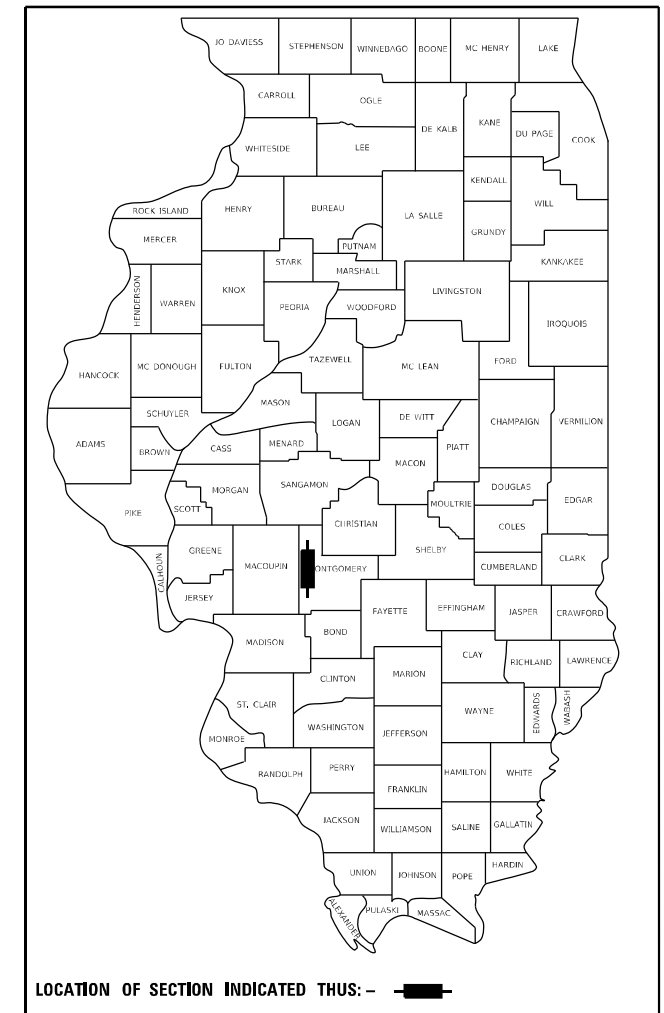 JO DAVIESS
STEPHENSON
WINNEBAGO
BOONE
MC HENRY
LAKE
CARROLL
OGLE
DE KALB
KANE
DU PAGE
COOK
WHITESIDE
LEE
KENDALL
WILL
ROCK ISLAND
HENRY
BUREAU
LA SALLE
GRUNDY
MERCER
PUTNAM
KANKAKEE
STARK
MARSHALL
HENDERSON
WARREN
KNOX
PEORIA
WOODFORD
LIVINGSTON
IROQUOIS
HANCOCK
MC DONOUGH
FULTON
TAZEWELL
MC LEAN
FORD
MASON
SCHUYLER
LOGAN
DE WITT
CHAMPAIGN
VERMILION
ADAMS
BROWN
CASS
MENARD
PIATT
MACON
SANGAMON
MORGAN
DOUGLAS
EDGAR
PIKE
SCOTT
MOULTRIE
CHRISTIAN
COLES
GREENE
SHELBY
CALHOUN
MACOUPIN
ONTGOMERY
CUMBERLAND
CLARK
JERSEY
FAYETTE
EFFINGHAM
JASPER
CRAWFORD
MADISON
BOND
CLAY
RICHLAND
LAWRENCE
CLINTON
MARION
ST. CLAIR
WAYNE
EDWARDS
WABASH
WASHINGTON
JEFFERSON
MONROE
RANDOLPH
PERRY
HAMILTON
WHITE
FRANKLIN
JACKSON
WILLIAMSON
SALINE
GALLATIN
UNION
JOHNSON
POPE
HARDIN
ALEXANDER
PULASKI
MASSAC
LOCATION OF SECTION INDICATED THUS: –